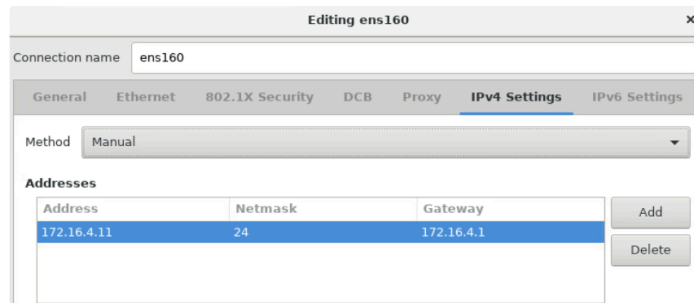 Editing ens160
Connection name ens160
General Ethernet 802.1X Security DCB Proxy IPv4 Settings IPv6 Settings
Method Manual
Addresses
Address Netmask Gateway Add
172.16.4.11 24 172.16.4.1
Delete